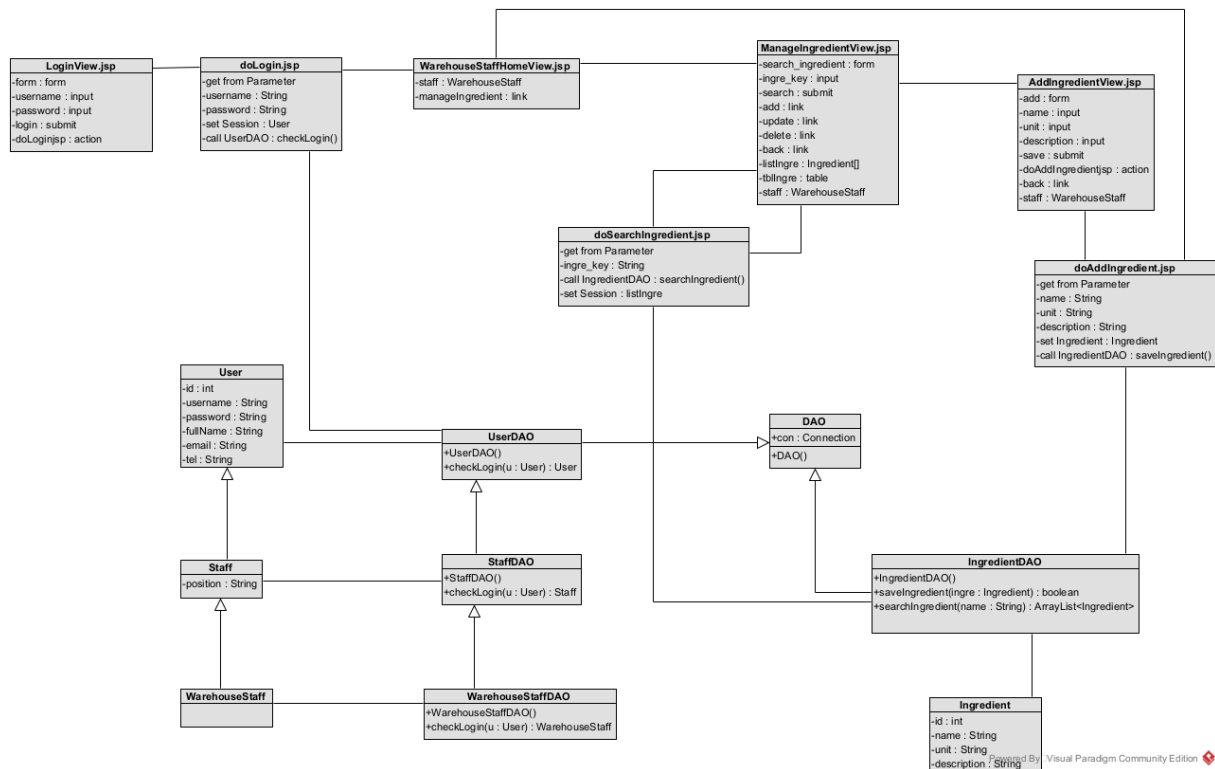 LoginView.jsp
-form : form
-username : input
-password : input
-login : submit
-doLoginjsp : action
doLogin.jsp
-get from Parameter
-username : String
-password : String
-set Session : User
-call UserDAO : checkLogin()
WarehouseStaffHomeView.jsp
-staff : WarehouseStaff
-manageIngredient : link
ManageIngredientView.jsp
-search_ingredient : form
-ingre_key : input
-search : submit
-add : link
-update : link
-delete : link
-back : link
-listIngre : Ingredient[]
-tblIngre : table
-staff : WarehouseStaff
AddIngredientView.jsp
-add : form
-name : input
-unit : input
-description : input
-save : submit
-doAddIngredientjsp : action
-back : link
-staff : WarehouseStaff
doSearchIngredient.jsp
-get from Parameter
-ingre_key : String
-call IngredientDAO : searchIngredient()
-set Session : listIngre
doAddIngredient.jsp
-get from Parameter
-name : String
-unit : String
-description : String
-set Ingredient : Ingredient
-call IngredientDAO : saveIngredient()
User
-id : int
-username : String
-password : String
-fullName : String
-email : String
-tel : String
UserDAO
+UserDAO()
+checkLogin(u : User) : User
DAO
+con : Connection
+DAO()
Staff
-position : String
StaffDAO
+StaffDAO()
+checkLogin(u : User) : Staff
IngredientDAO
+IngredientDAO()
+saveIngredient(ingre : Ingredient) : boolean
+searchIngredient(name : String) : ArrayList<Ingredient>
WarehouseStaff
WarehouseStaffDAO
+WarehouseStaffDAO()
+checkLogin(u : User) : WarehouseStaff
Ingredient
-id : int
-name : String
-unit : String
-description : String
Powered By Visual Paradigm Community Edition